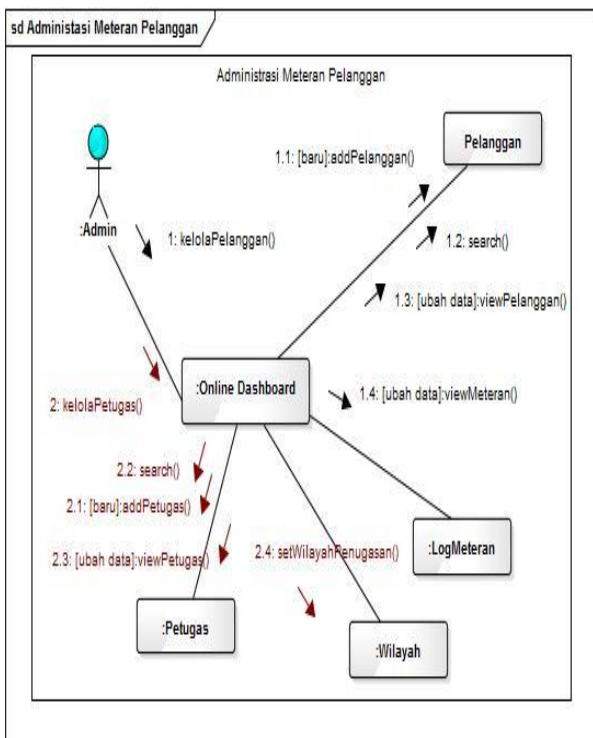 sd Administasi Meteran Pelanggan
Administrasi Meteran Pelanggan
Pelanggan
1.1: [baru]:addPelanggan()
:Admin
1: kelolaPelanggan()
1.2: search()
1.3: [ubah data]:viewPelanggan()
:Online Dashboard
1.4: [ubah data]:viewMeteran()
2: kelolaPetugas()
2.2: search()
2.1: [baru]:addPetugas()
2.3: [ubah data]:viewPetugas()
2.4: setWilayahPenugasan()
:LogMeteran
:Petugas
:Wilayah